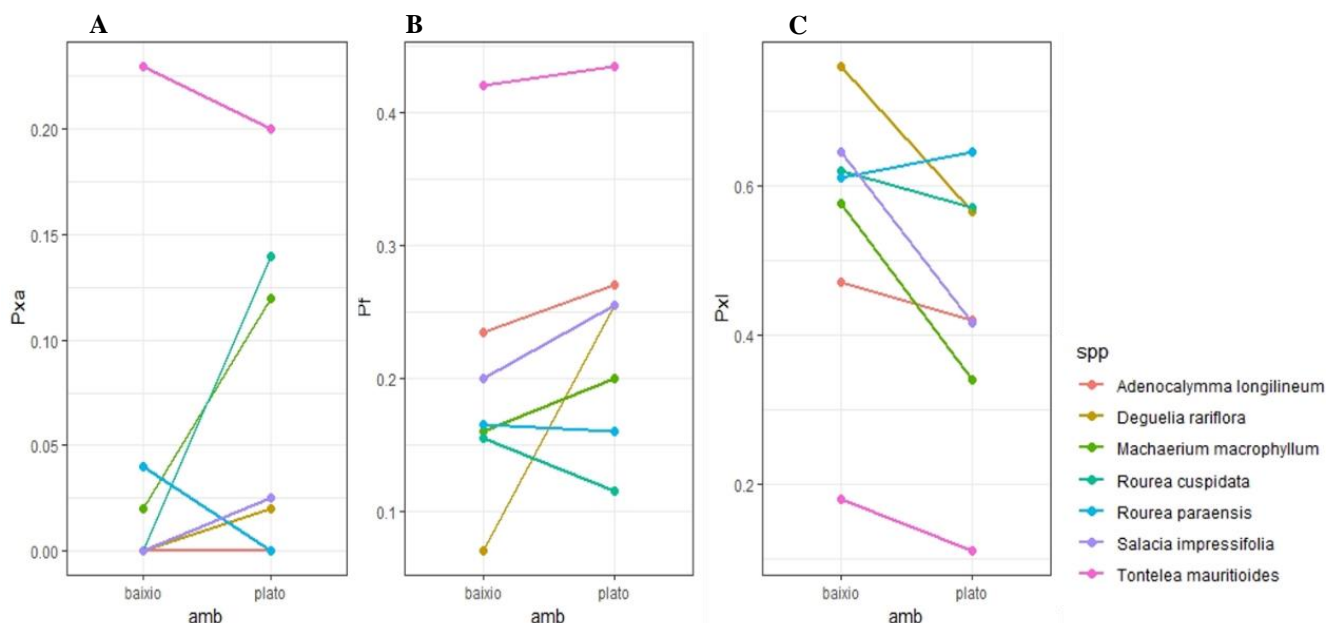 A
B
C
Pxa
0.20
0.15
0.10
0.05
0.00
baixio
plato
amb
Pf
0.4
0.3
0.2
0.1
baixio
plato
amb
Pxl
0.6
0.4
0.2
baixio
plato
amb
spp
Adenocalymma longilineum
Deguelia rariflora
Machaerium macrophyllum
Rourea cuspidata
Rourea paraensis
Salacia impressifolia
Tontelea mauritioides